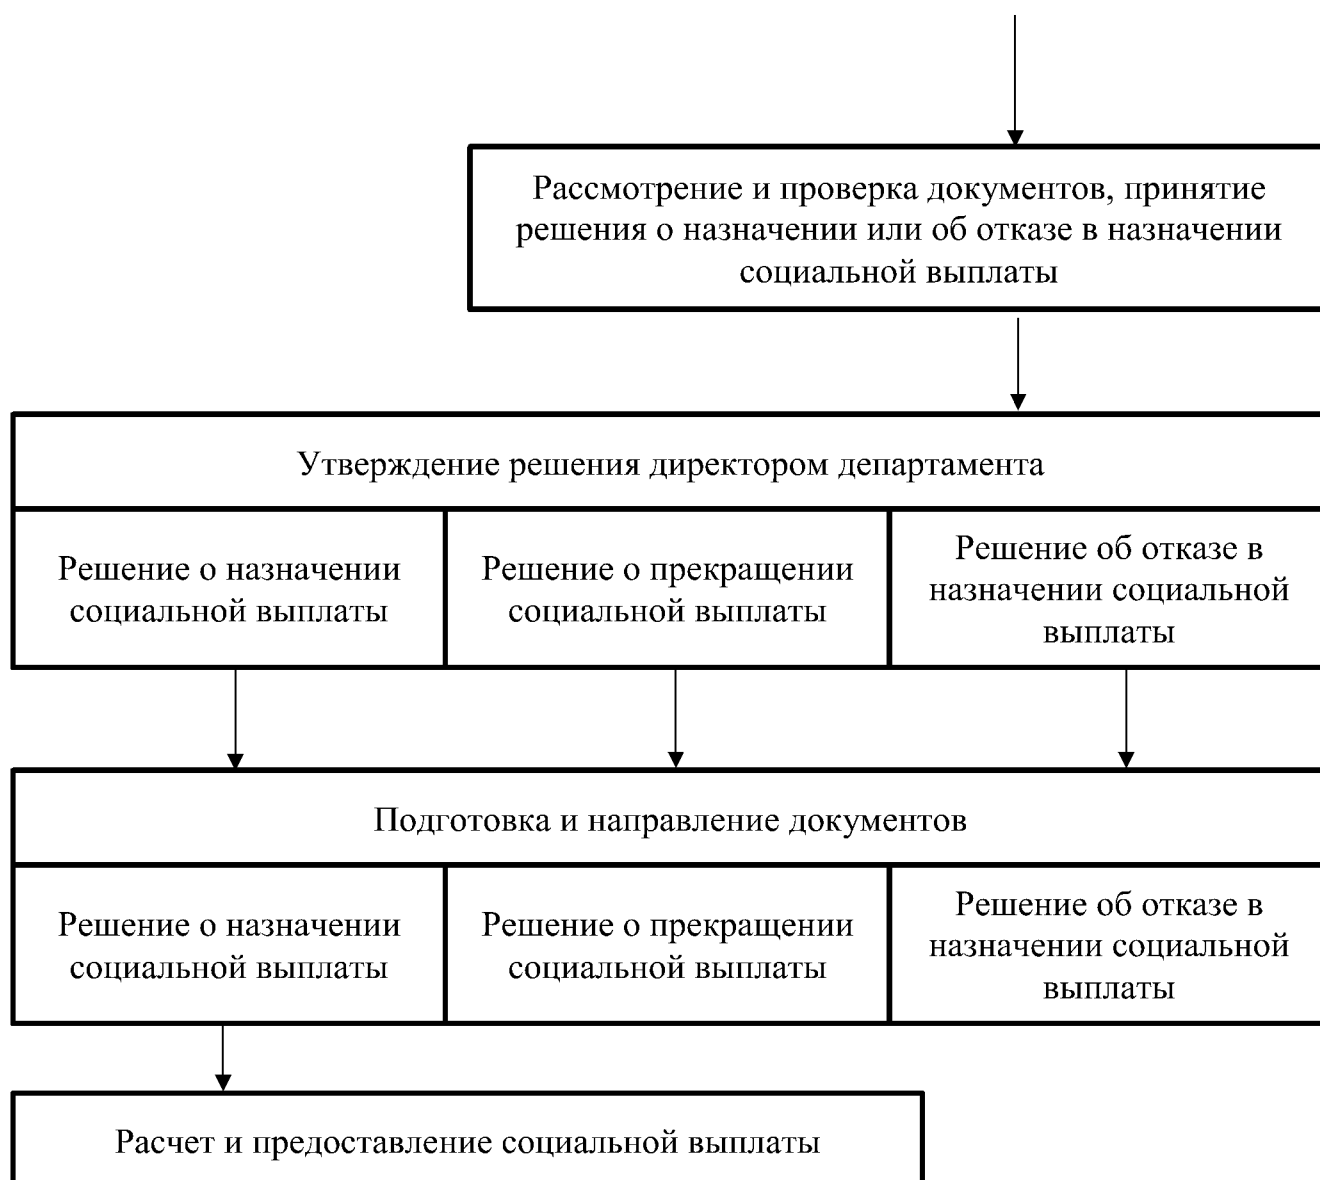 Рассмотрение и проверка документов, принятие
решения о назначении или об отказе в назначении
социальной выплаты
Утверждение решения директором департамента
Решение о назначении
социальной выплаты
Решение о прекращении
социальной выплаты
Решение об отказе в
назначении социальной
выплаты
Подготовка и направление документов
Решение о назначении
социальной выплаты
Решение о прекращении
социальной выплаты
Решение об отказе в
назначении социальной
выплаты
Расчет и предоставление социальной выплаты